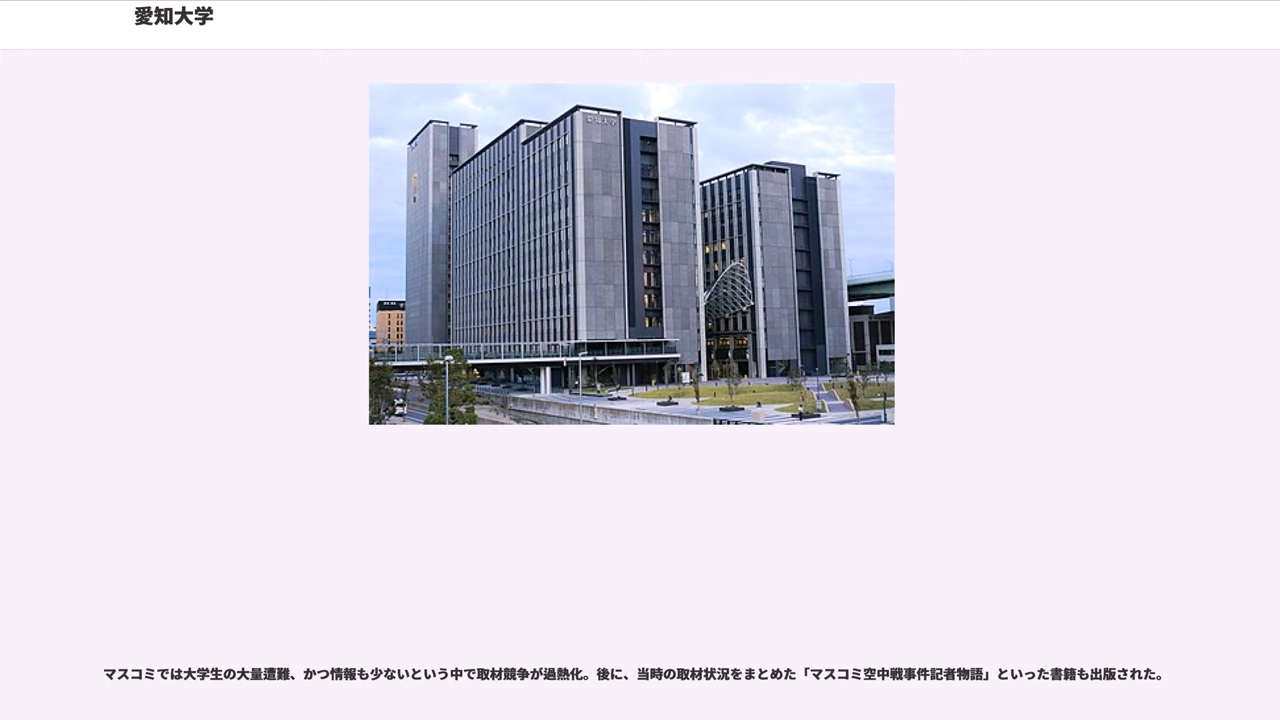 愛知大学
愛知大学
マスコミでは大学生の大量遭難、かつ情報も少ないという中で取材競争が過熱化。後に、当時の取材状況をまとめた「マスコミ空中戦事件記者物語」といった書籍も出版された。